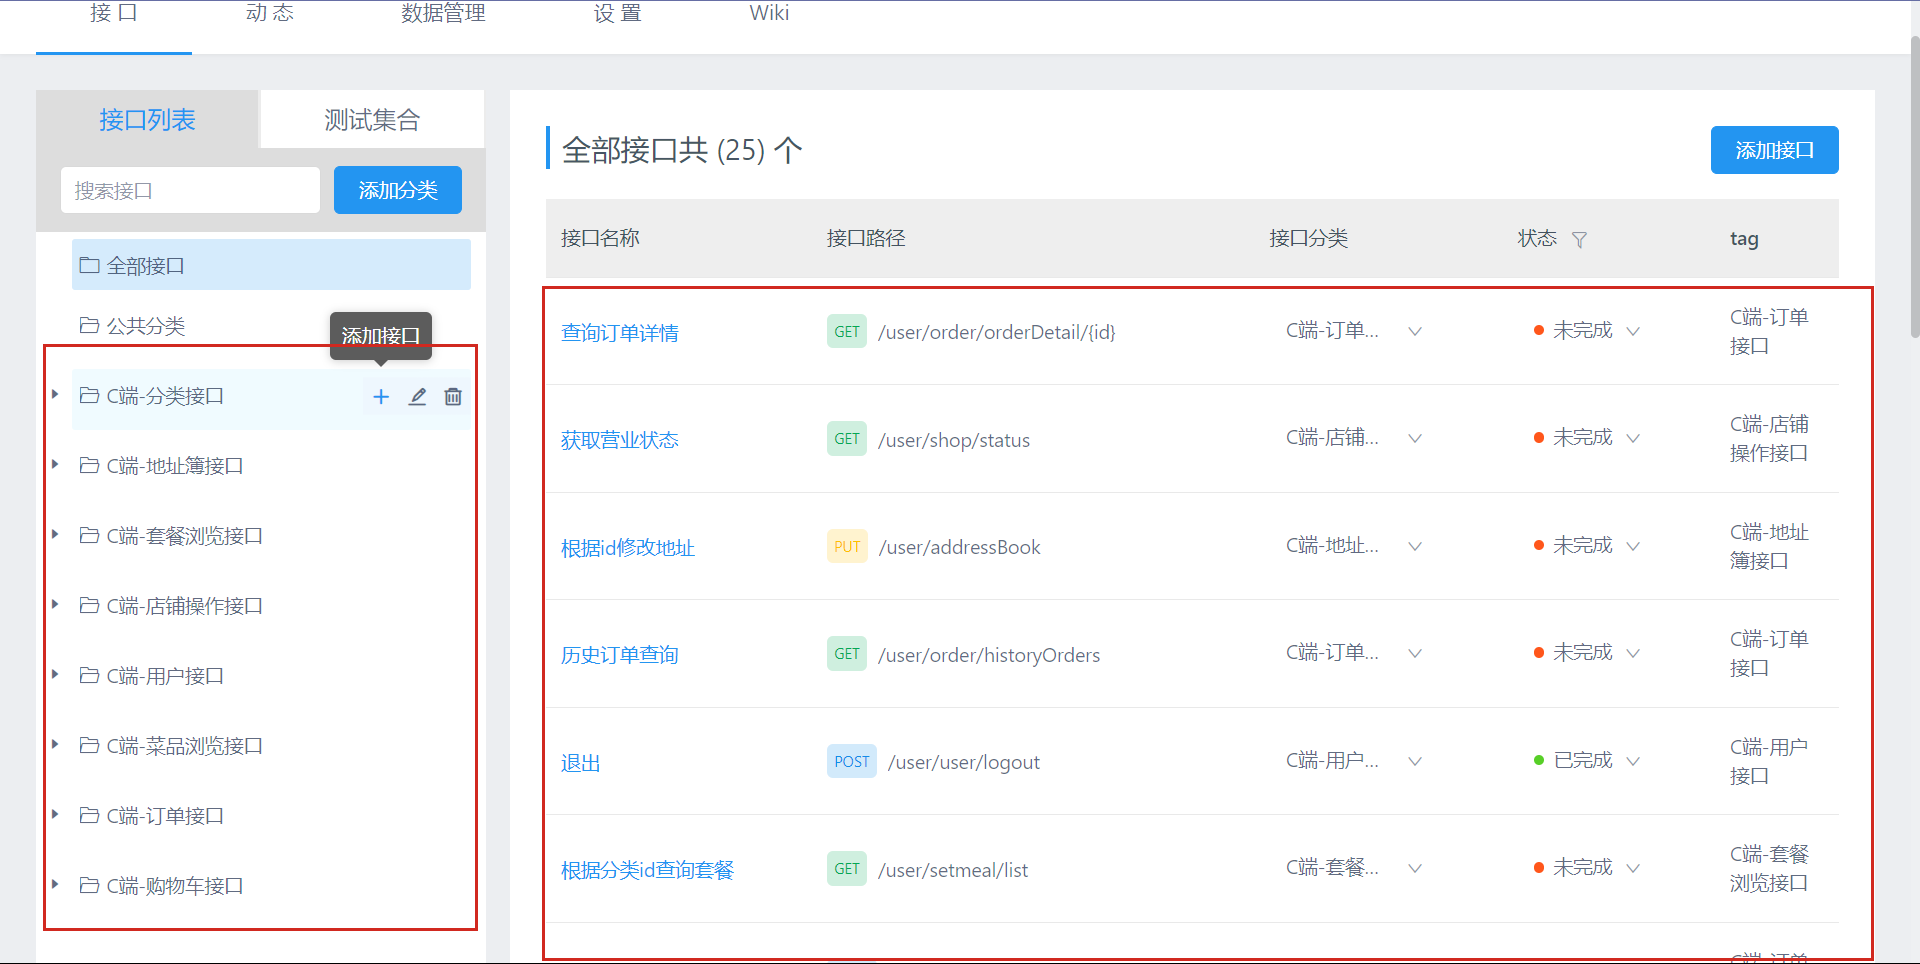 接 口 动 态 数据管理 设 置 Wiki
接口列表 测试集合
搜索接口 添加分类
全部接口
公共分类
添加接口
C端-分类接口
C端-地址簿接口
C端-套餐浏览接口
C端-店铺操作接口
C端-用户接口
C端-菜品浏览接口
C端-订单接口
C端-购物车接口
全部接口共 (25) 个 添加接口
接口名称 接口路径 接口分类 状态 tag
查询订单详情 GET /user/order/orderDetail/{id} C端-订单... 未完成 C端-订单
接口
获取营业状态 GET /user/shop/status C端-店铺... 未完成 C端-店铺
操作接口
根据id修改地址 PUT /user/addressBook C端-地址... 未完成 C端-地址
簿接口
历史订单查询 GET /user/order/historyOrders C端-订单... 未完成 C端-订单
接口
退出 POST /user/user/logout C端-用户... 已完成 C端-用户
接口
根据分类id查询套餐 GET /user/setmeal/list C端-套餐... 未完成 C端-套餐
浏览接口
C端-订单